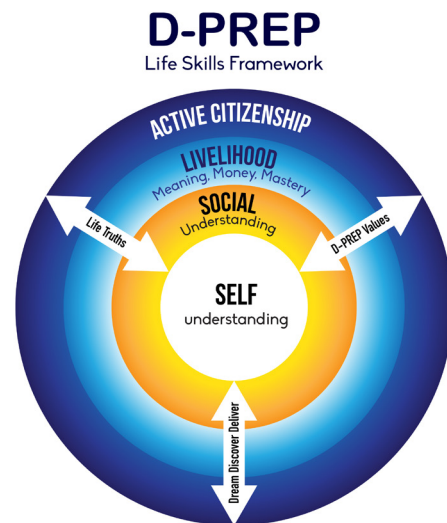 D-PREP
Life Skills Framework
ACTIVE CITIZENSHIP
LIVELIHOOD
Meaning, Money, Mastery
SOCIAL
Understanding
Life Truths
D-PREP Values
SELF
understanding
Dream Discover Deliver